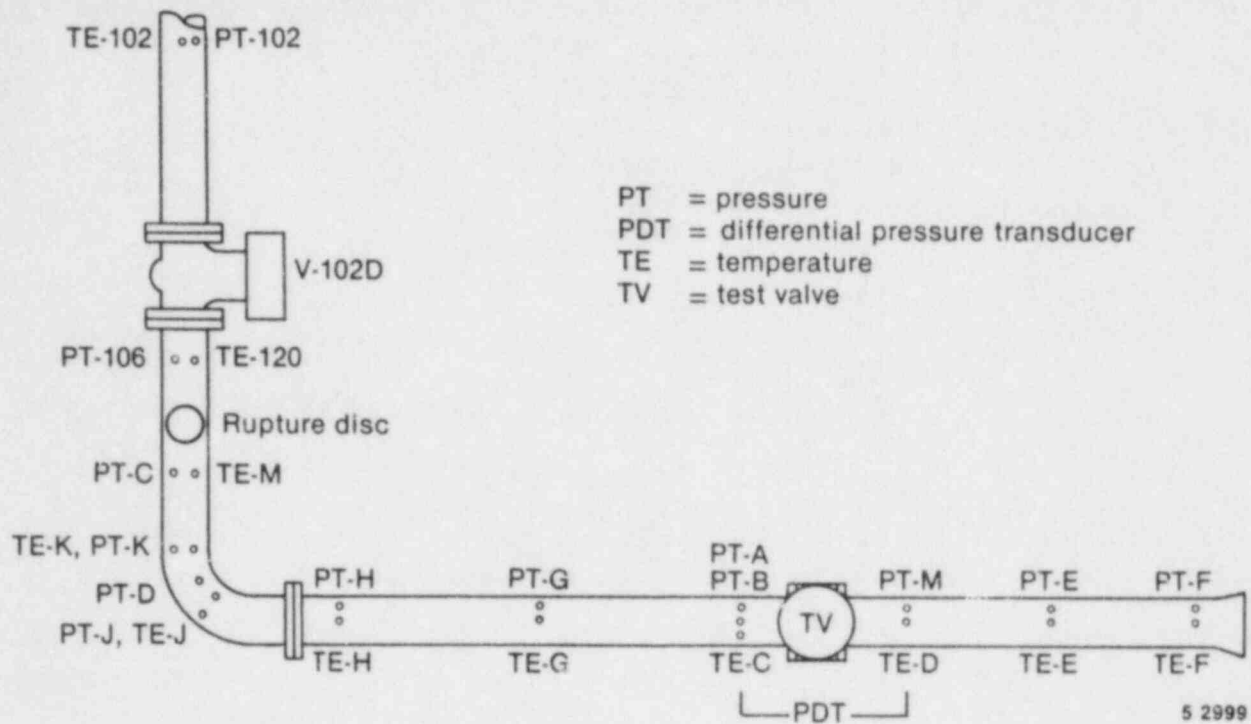 TE-102 PT-102
PT = pressure
PDT = differential pressure transducer
TE = temperature
TV = test valve
V-102D
PT-106 TE-120
Rupture disc
PT-C TE-M
TE-K, PT-K
PT-D
PT-J, TE-J
PT-A
PT-H PT-G PT-B PT-M PT-E PT-F
TV
TE-H TE-G TE-C TE-D TE-E TE-F
PDT
5 2999